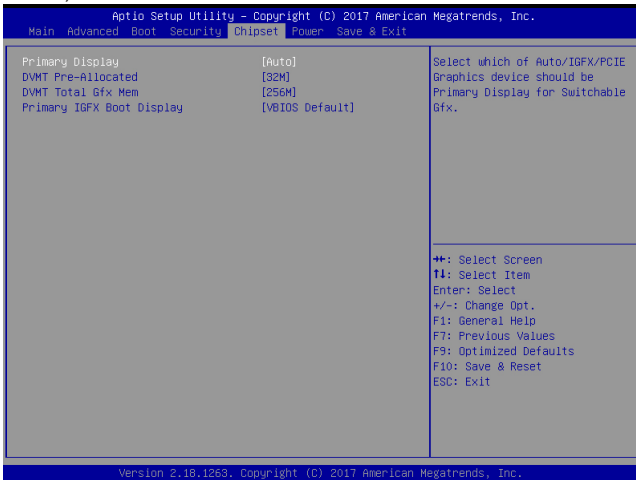 Aptio Setup Utility – Copyright (C) 2017 American Megatrends, Inc.
Main Advanced Boot Security Chipset Power Save & Exit
Primary Display [Auto]
DVMT Pre-Allocated [32M]
DVMT Total Gfx Mem [256M]
Primary IGFX Boot Display [VBIOS Default]
Select which of Auto/IGFX/PCIE
Graphics device should be
Primary Display for Switchable
Gfx.
→←: Select Screen
↑↓: Select Item
Enter: Select
+/-: Change Opt.
F1: General Help
F7: Previous Values
F9: Optimized Defaults
F10: Save & Reset
ESC: Exit
Version 2.18.1263. Copyright (C) 2017 American Megatrends, Inc.